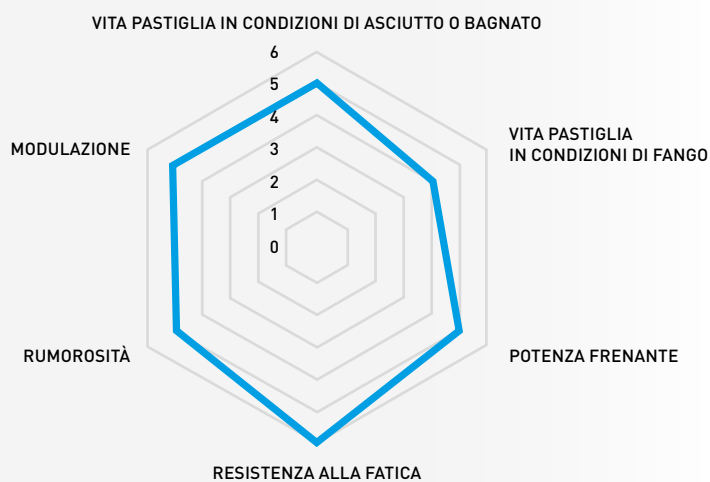 VITA PASTIGLIA IN CONDIZIONI DI ASCIUTTO O BAGNATO
6
5
4
3
2
1
0
MODULAZIONE
VITA PASTIGLIA
IN CONDIZIONI DI FANGO
RUMOROSITÀ
POTENZA FRENANTE
RESISTENZA ALLA FATICA